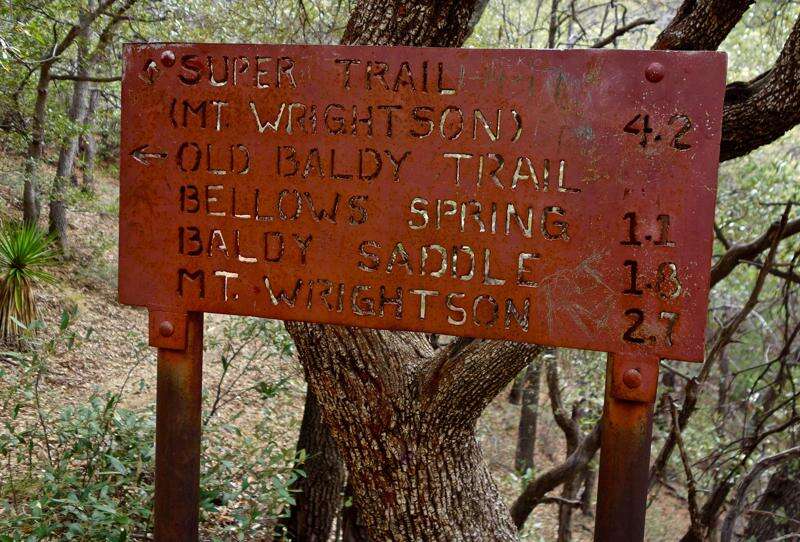 ↑ SUPER TRAIL
(MT. WRIGHTSON) 4.2
← OLD BALDY TRAIL
BELLOWS SPRING 1.1
BALDY SADDLE 1.8
MT. WRIGHTSON 2.7